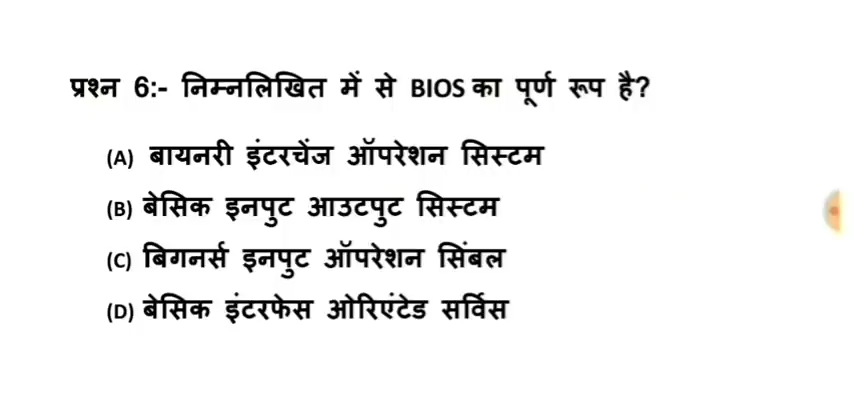 प्रश्न 6:- निम्नलिखित में से BIOS का पूर्ण रूप है?
(A) बायनरी इंटरचेंज ऑपरेशन सिस्टम
(B) बेसिक इनपुट आउटपुट सिस्टम
(C) बिगनर्स इनपुट ऑपरेशन सिंबल
(D) बेसिक इंटरफेस ओरिएंटेड सर्विस